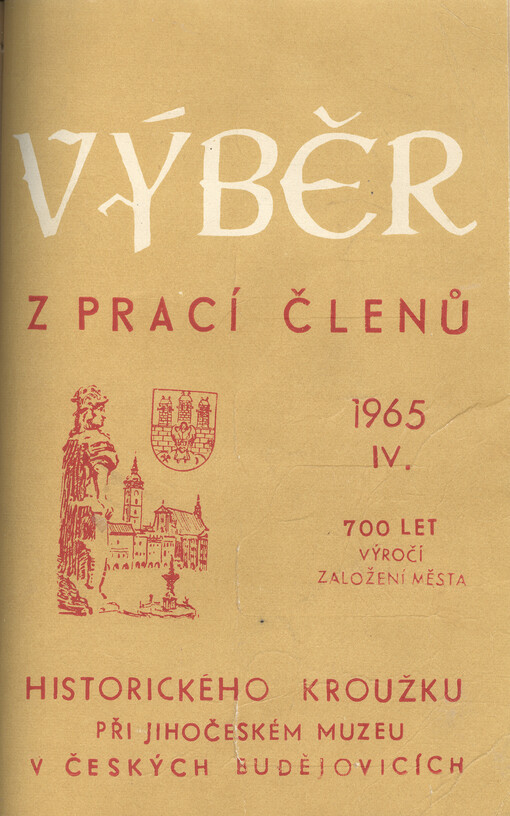 VÝBĚR
Z PRACÍ ČLENŮ
1965
IV.
700 LET
VÝROČÍ
ZALOŽENÍ MĚSTA
HISTORICKÉHO KROUŽKU
PŘI JIHOČESKÉM MUZEU
V ČESKÝCH BUDĚJOVICÍCH